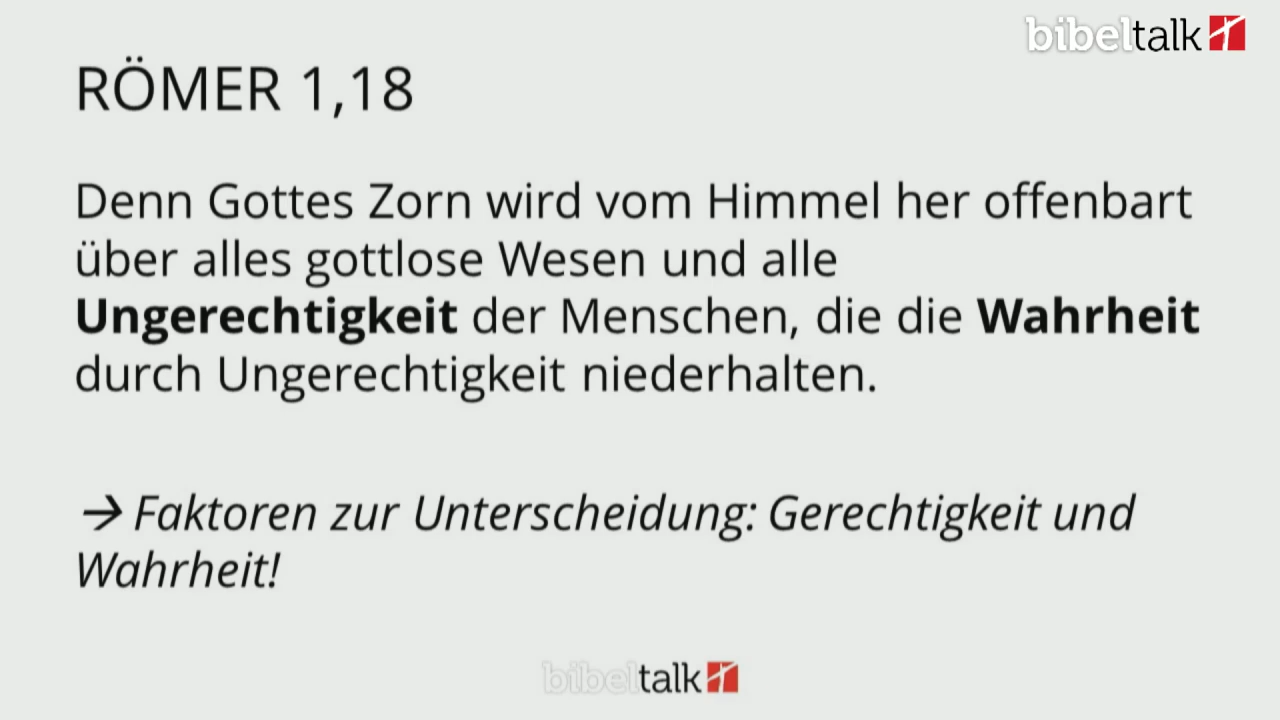 bibeltalk
RÖMER 1,18
Denn Gottes Zorn wird vom Himmel her offenbart
über alles gottlose Wesen und alle
Ungerechtigkeit der Menschen, die die Wahrheit
durch Ungerechtigkeit niederhalten.
→ Faktoren zur Unterscheidung: Gerechtigkeit und
Wahrheit!
bibeltalk